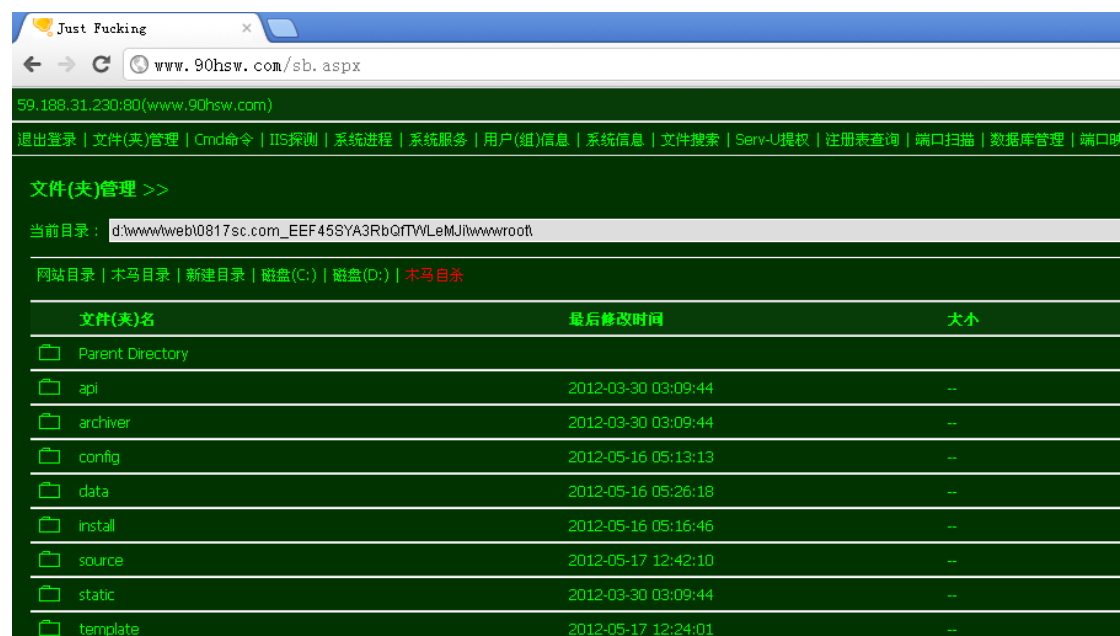 Just Fucking
www.90hsw.com/sb.aspx
59.188.31.230:80(www.90hsw.com)
退出登录 | 文件(夹)管理 | Cmd命令 | IIS探测 | 系统进程 | 系统服务 | 用户(组)信息 | 系统信息 | 文件搜索 | Serv-U提权 | 注册表查询 | 端口扫描 | 数据库管理 | 端口映
文件(夹)管理 >>
当前目录 : d:\www\web\0817sc.com_EEF45SYA3RbQfTWLeMJi\wwwroot\
网站目录 | 木马目录 | 新建目录 | 磁盘(C:) | 磁盘(D:) | 木马自杀
文件(夹)名 最后修改时间 大小
Parent Directory
api 2012-03-30 03:09:44 --
archiver 2012-03-30 03:09:44 --
config 2012-05-16 05:13:13 --
data 2012-05-16 05:26:18 --
install 2012-05-16 05:16:46 --
source 2012-05-17 12:42:10 --
static 2012-03-30 03:09:44 --
template 2012-05-17 12:24:01 --